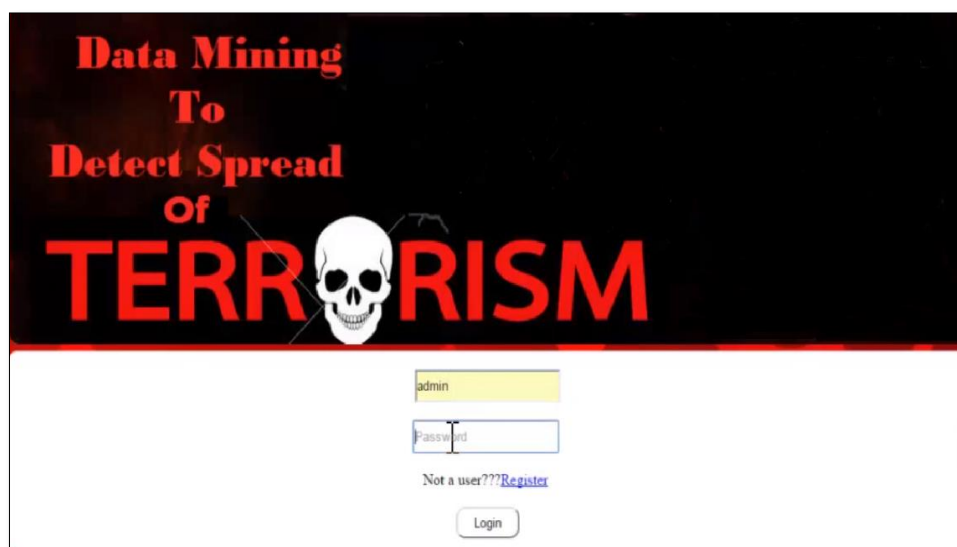 Data Mining
To
Detect Spread
Of
TERRORISM
admin
Password
Not a user???Register
Login